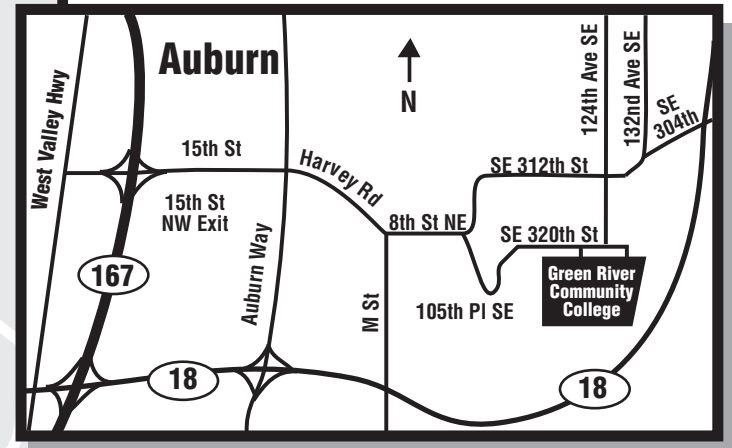 Auburn
N
West Valley Hwy
15th St
15th St
NW Exit
Harvey Rd
8th St NE
SE 312th St
124th Ave SE
132nd Ave SE
SE
304th
SE 320th St
Green River
Community
College
105th Pl SE
M St
Auburn Way
167
18
18